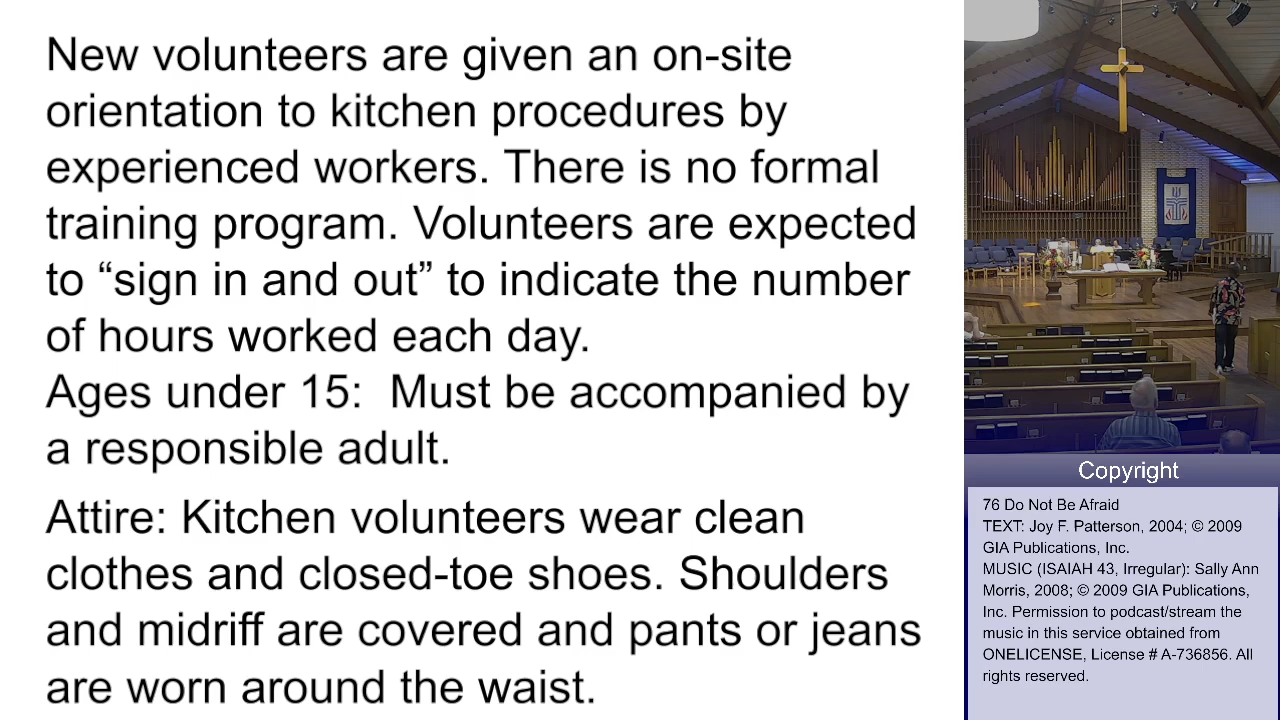 New volunteers are given an on-site
orientation to kitchen procedures by
experienced workers. There is no formal
training program. Volunteers are expected
to “sign in and out” to indicate the number
of hours worked each day.
Ages under 15:  Must be accompanied by
a responsible adult.
Attire: Kitchen volunteers wear clean
clothes and closed-toe shoes. Shoulders
and midriff are covered and pants or jeans
are worn around the waist.
Copyright
76 Do Not Be Afraid
TEXT: Joy F. Patterson, 2004; © 2009
GIA Publications, Inc.
MUSIC (ISAIAH 43, Irregular): Sally Ann
Morris, 2008; © 2009 GIA Publications,
Inc. Permission to podcast/stream the
music in this service obtained from
ONELICENSE, License # A-736856. All
rights reserved.